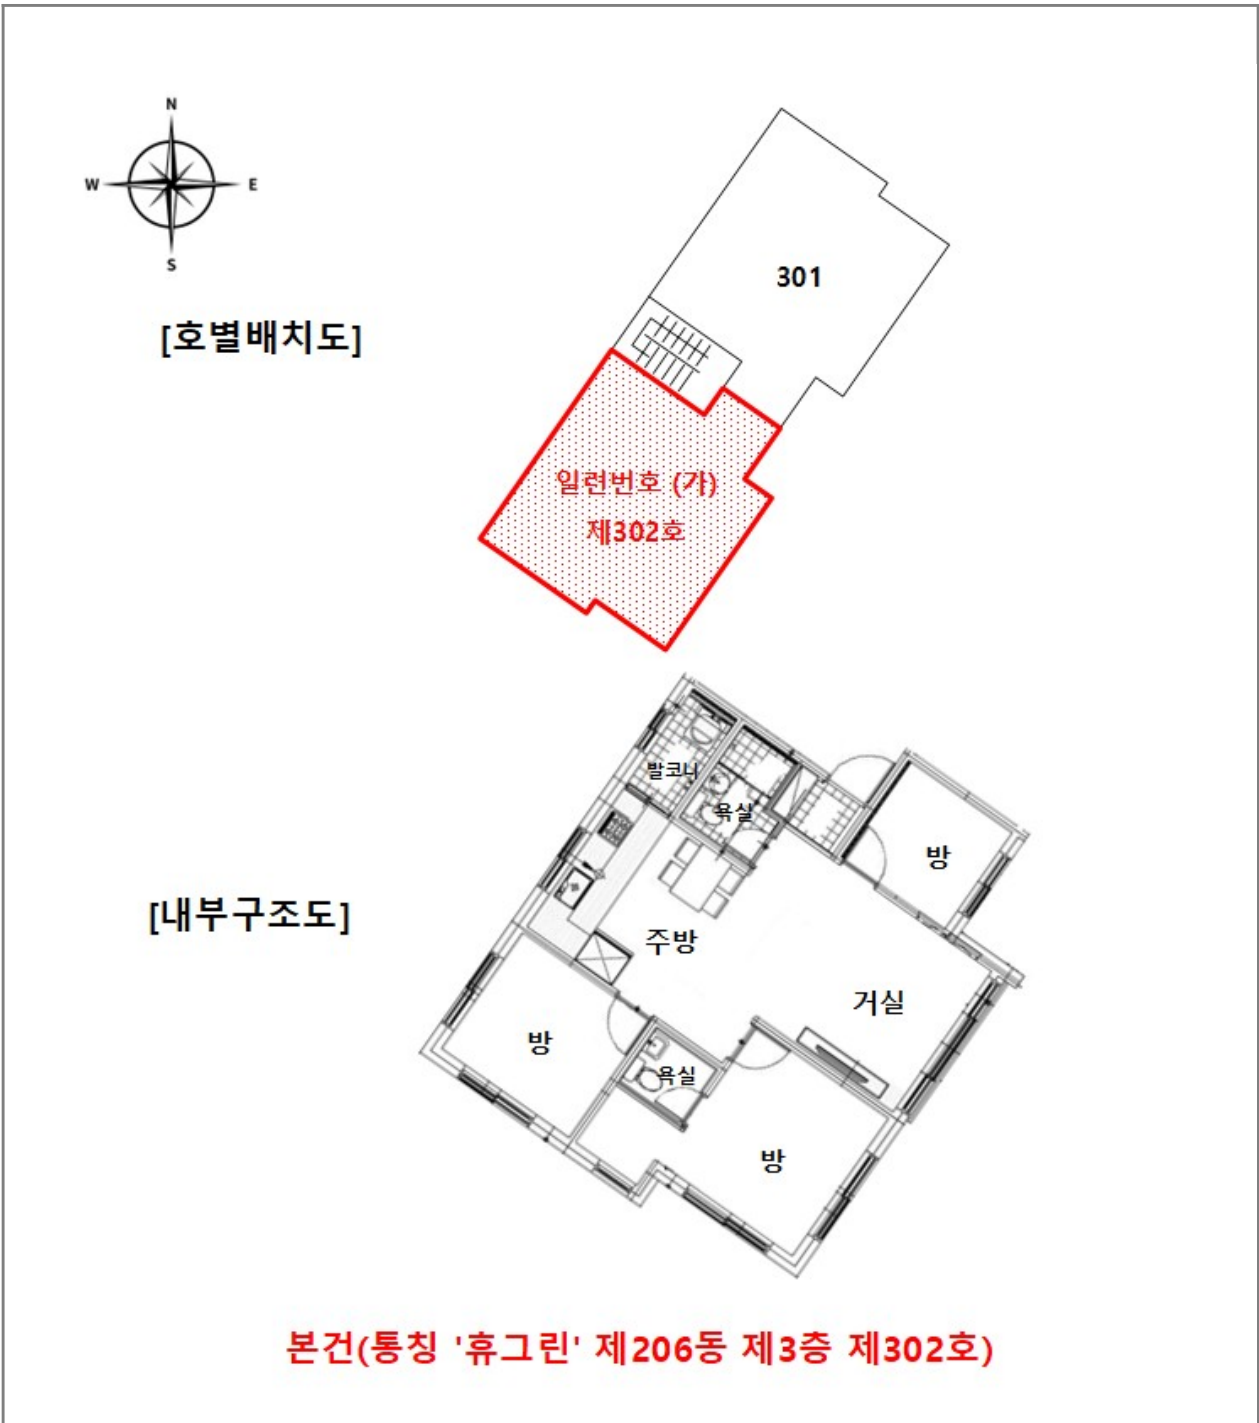 N
W
E
S
[호별배치도]
301
일련번호 (가)
제302호
발코니
욕실
방
[내부구조도]
주방
거실
방
욕실
방
본건(통칭 '휴그린' 제206동 제3층 제302호)